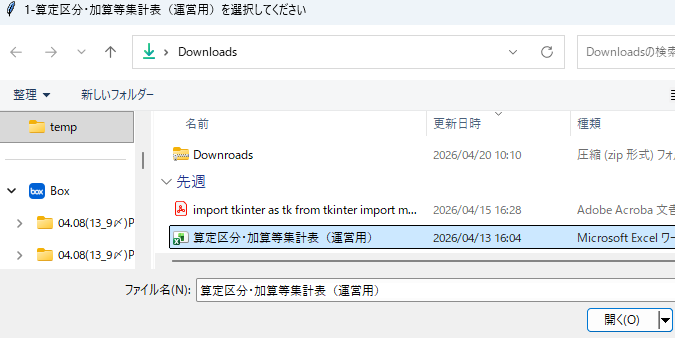 1-算定区分・加算等集計表（運営用）を選択してください
Downloads
Downloadsの検索
整理
新しいフォルダー
temp
名前
更新日時
種類
Downroads
2026/04/20 10:10
圧縮 (zip 形式) フォ
先週
box
Box
import tkinter as tk from tkinter import m...
2026/04/15 16:28
Adobe Acroba 文書
04.08(13_9〆)P
算定区分・加算等集計表（運営用）
2026/04/13 16:04
Microsoft Excel ワー
04.08(13_9〆)P
ファイル名(N):
算定区分・加算等集計表（運営用）
開く(O)